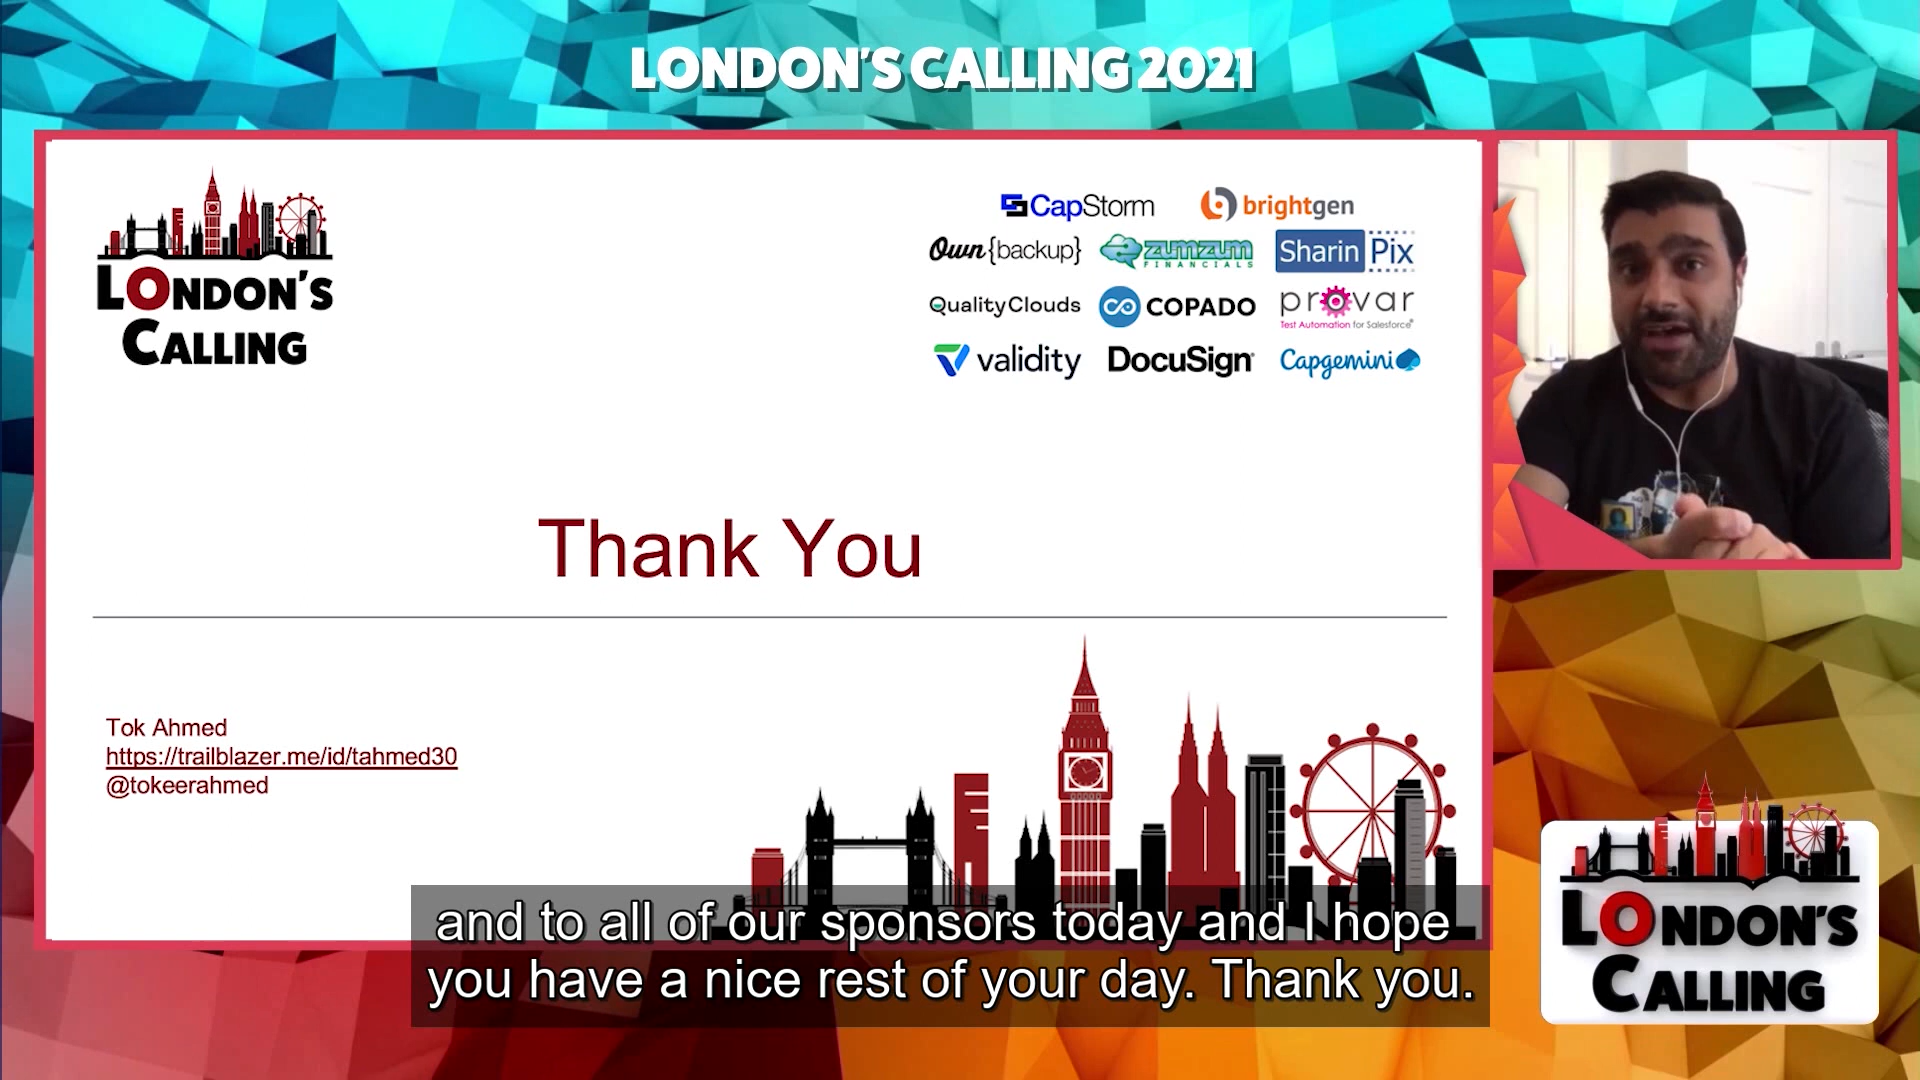 LONDON'S CALLING 2021
LONDON'S
CALLING
CapStorm
brightgen
Own{backup}
zumzum
FINANCIALS
SharinPix
QualityClouds
COPADO
provar
Test Automation for Salesforce®
validity
DocuSign
Capgemini
Thank You
Tok Ahmed
https://trailblazer.me/id/tahmed30
@tokeerahmed
and to all of our sponsors today and I hope
you have a nice rest of your day. Thank you.
LONDON'S
CALLING